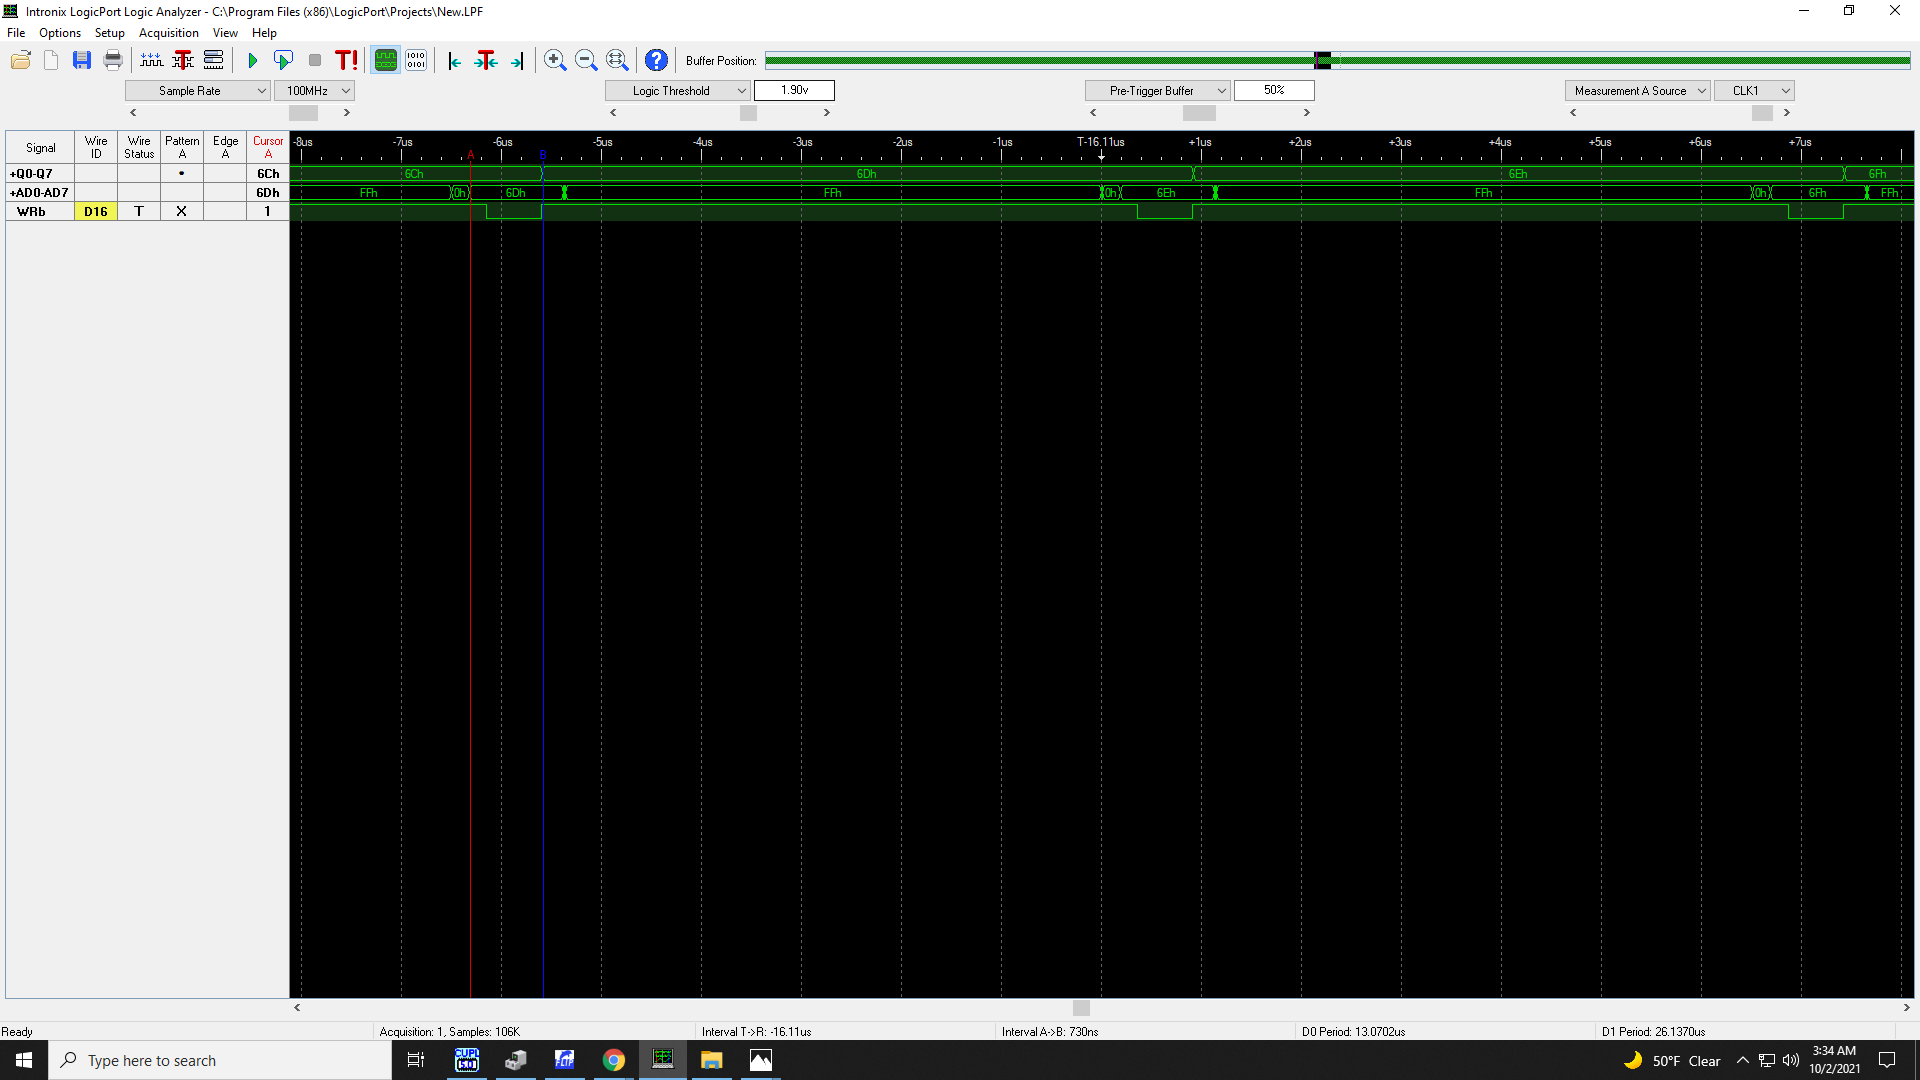 Intronix LogicPort Logic Analyzer - C:\Program Files (x86)\LogicPort\Projects\New.LPF
File Options Setup Acquisition View Help
T!
Buffer Position:
Sample Rate 100MHz Logic Threshold 1.90v Pre-Trigger Buffer 50% Measurement A Source CLK1
Signal Wire ID Wire Status Pattern A Edge A Cursor A
-8us -7us -6us -5us -4us -3us -2us -1us T-16.11us +1us +2us +3us +4us +5us +6us +7us
A B
+Q0-Q7 • 6Ch 6Ch 6Dh 6Eh 6Fh
+AD0-AD7 6Dh FFh 0h 6Dh FFh 0h 6Eh FFh 0h 6Fh FFh
WRb D16 T X 1
Ready Acquisition: 1, Samples: 106K Interval T->R: -16.11us Interval A->B: 730ns D0 Period: 13.0702us D1 Period: 26.1370us
Type here to search CUPL 5.0 FLIP 50°F Clear 3:34 AM
10/2/2021